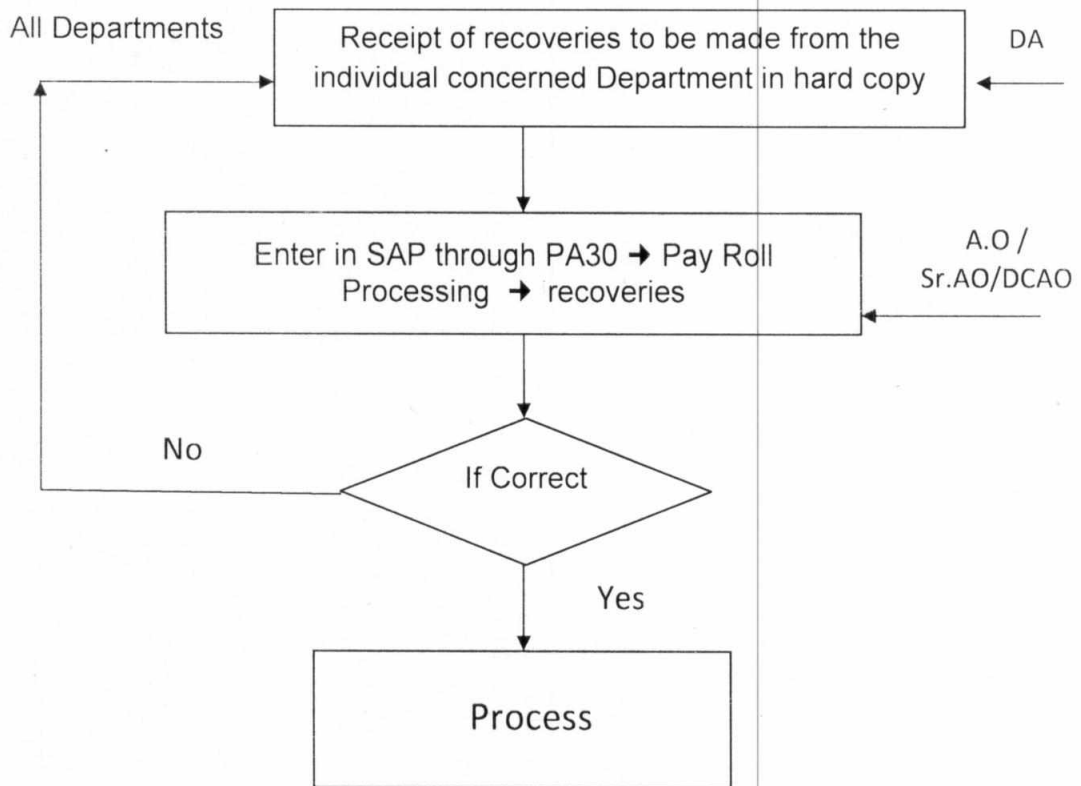 All Departments
Receipt of recoveries to be made from the
individual concerned Department in hard copy
DA
Enter in SAP through PA30 → Pay Roll
Processing → recoveries
A.O /
Sr.AO/DCAO
No
If Correct
Yes
Process